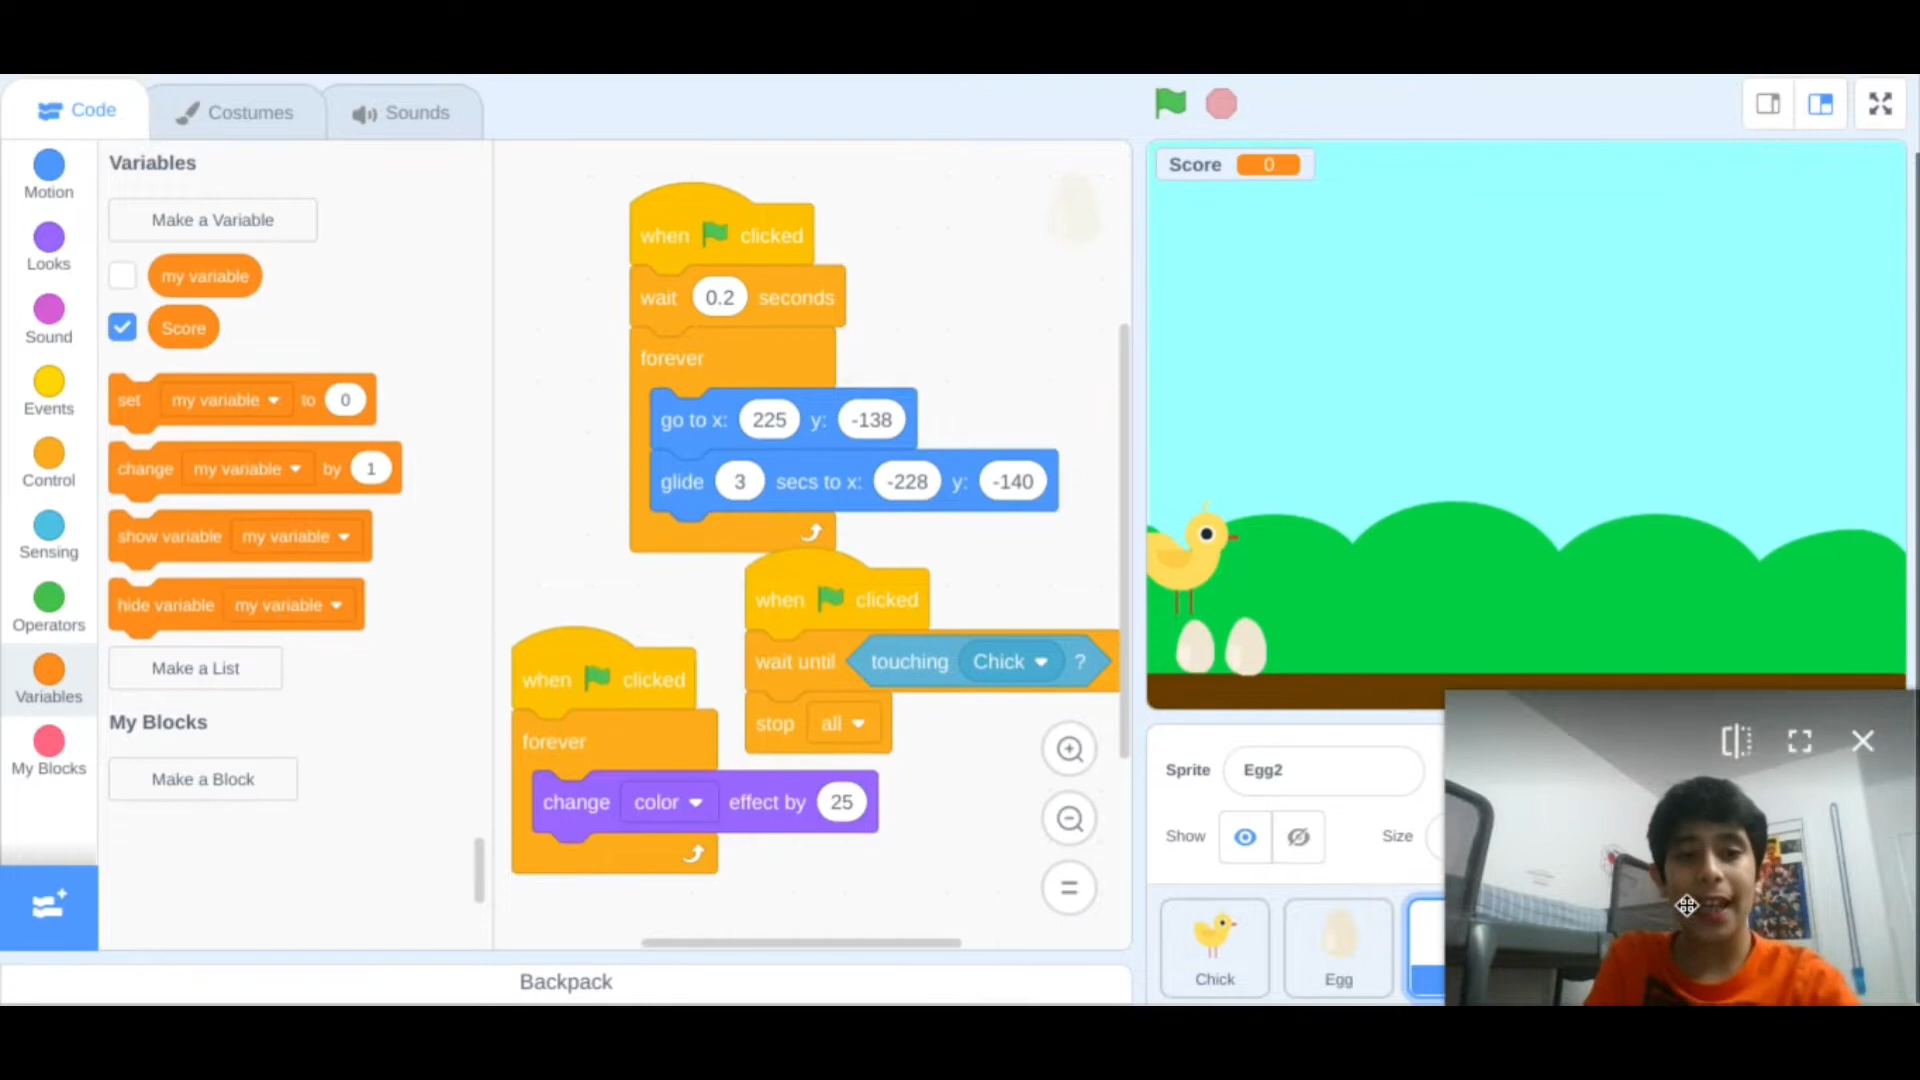 Code
Costumes
Sounds
Motion
Looks
Sound
Events
Control
Sensing
Operators
Variables
My Blocks
Variables
Make a Variable
my variable
Score
set my variable to 0
change my variable by 1
show variable my variable
hide variable my variable
Make a List
My Blocks
Make a Block
when clicked
wait 0.2 seconds
forever
go to x: 225 y: -138
glide 3 secs to x: -228 y: -140
when clicked
wait until touching Chick ?
stop all
when clicked
forever
change color effect by 25
Backpack
Score 0
Sprite Egg2
Show Size
Chick
Egg